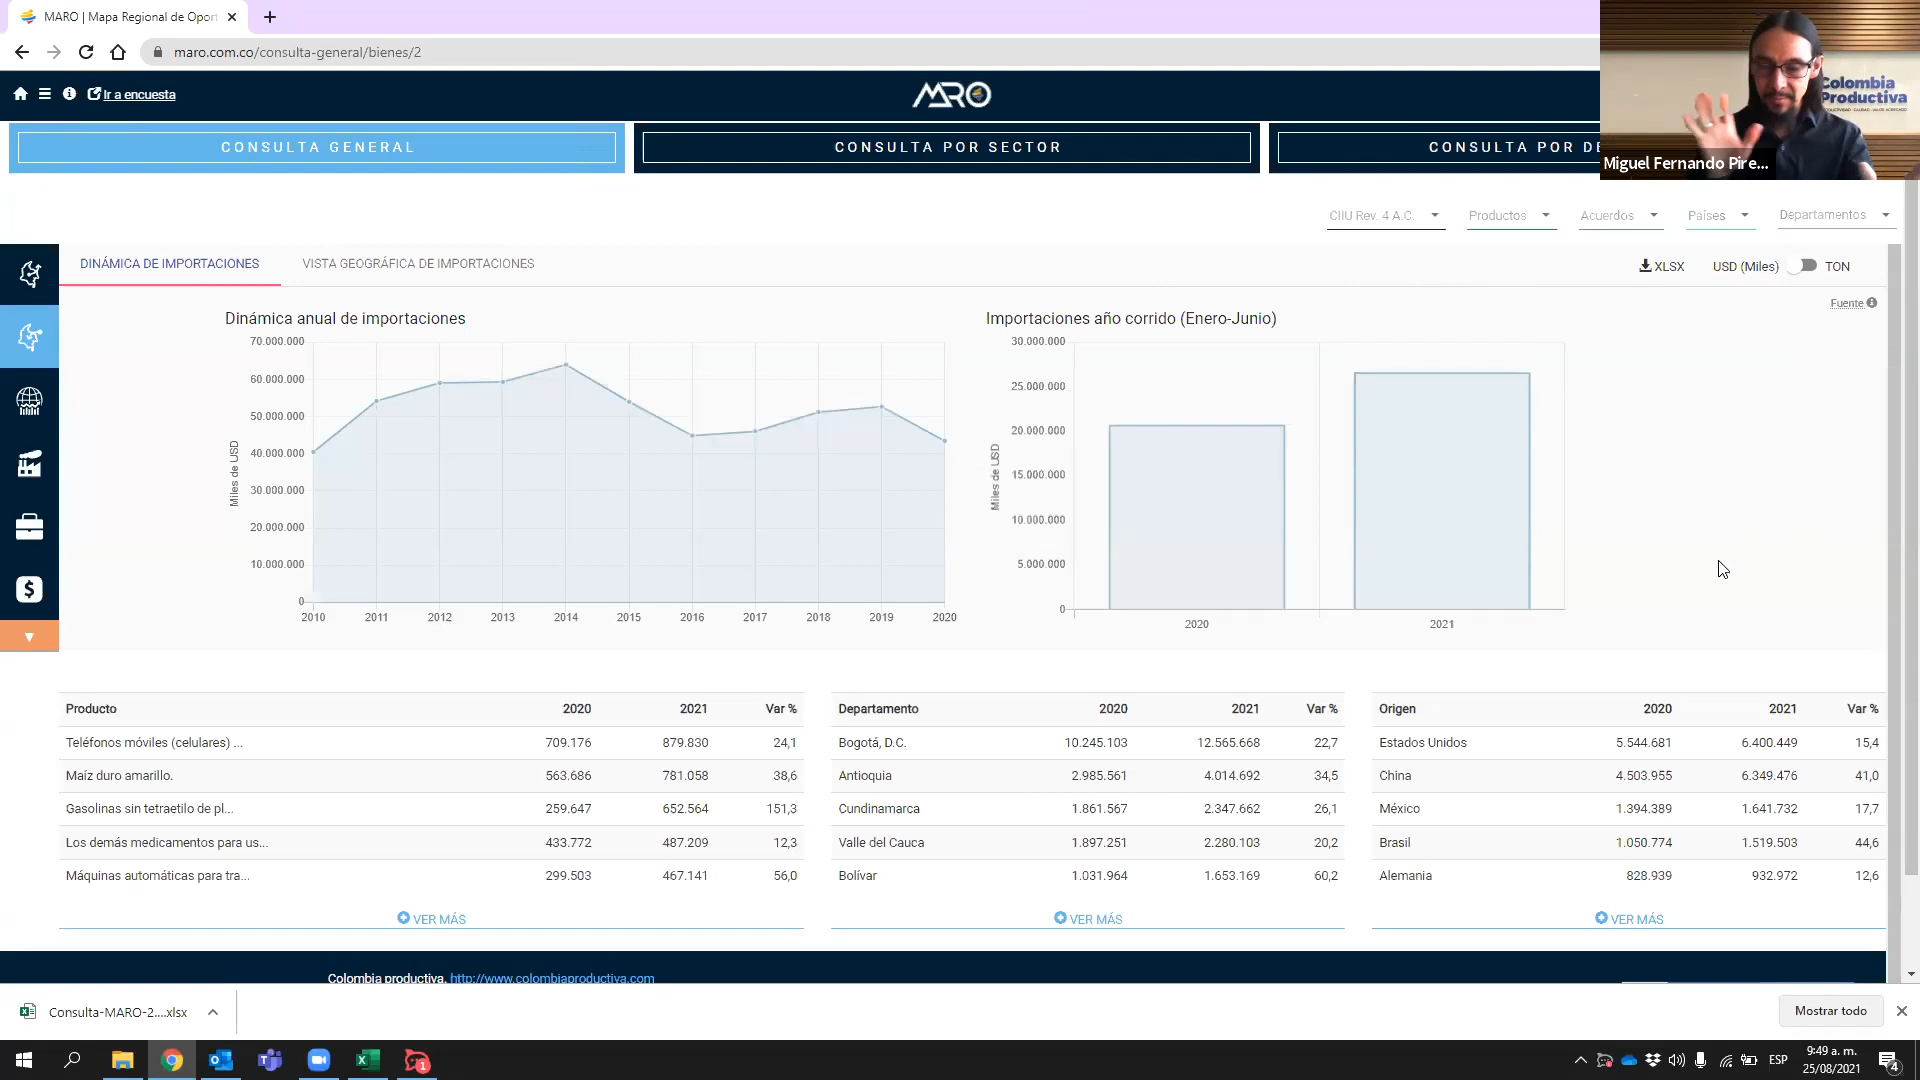 MARO | Mapa Regional de Oport
maro.com.co/consulta-general/bienes/2
Colombia
Productiva
Miguel Fernando Pire...
Ir a encuesta
MARO
CONSULTA GENERAL
CONSULTA POR SECTOR
CONSULTA POR DE
CIIU Rev. 4 A.C.
Productos
Acuerdos
Países
Departamentos
DINÁMICA DE IMPORTACIONES
VISTA GEOGRÁFICA DE IMPORTACIONES
XLSX
USD (Miles)
TON
Fuente
Dinámica anual de importaciones
Miles de USD
70.000.000
60.000.000
50.000.000
40.000.000
30.000.000
20.000.000
10.000.000
0
2010 2011 2012 2013 2014 2015 2016 2017 2018 2019 2020
Importaciones año corrido (Enero-Junio)
Miles de USD
30.000.000
25.000.000
20.000.000
15.000.000
10.000.000
5.000.000
0
2020 2021
Producto 2020 2021 Var %
Teléfonos móviles (celulares) ... 709.176 879.830 24,1
Maíz duro amarillo. 563.686 781.058 38,6
Gasolinas sin tetraetilo de pl... 259.647 652.564 151,3
Los demás medicamentos para us... 433.772 487.209 12,3
Máquinas automáticas para tra... 299.503 467.141 56,0
VER MÁS
Departamento 2020 2021 Var %
Bogotá, D.C. 10.245.103 12.565.668 22,7
Antioquia 2.985.561 4.014.692 34,5
Cundinamarca 1.861.567 2.347.662 26,1
Valle del Cauca 1.897.251 2.280.103 20,2
Bolívar 1.031.964 1.653.169 60,2
VER MÁS
Origen 2020 2021 Var %
Estados Unidos 5.544.681 6.400.449 15,4
China 4.503.955 6.349.476 41,0
México 1.394.389 1.641.732 17,7
Brasil 1.050.774 1.519.503 44,6
Alemania 828.939 932.972 12,6
VER MÁS
Colombia productiva. http://www.colombiaproductiva.com
Consulta-MARO-2....xlsx
Mostrar todo
1
ESP
9:49 a. m.
25/08/2021
4